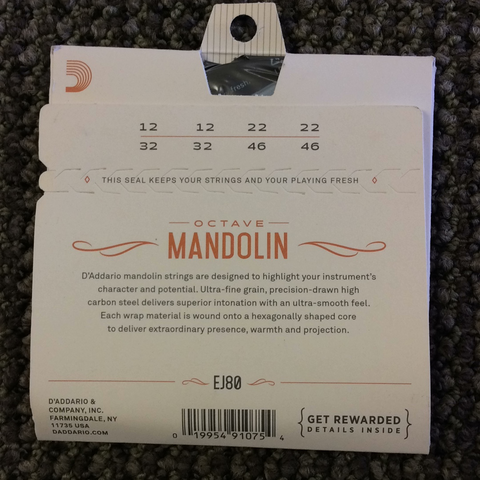 fresh
12 12 22 22
32 32 46 46
THIS SEAL KEEPS YOUR STRINGS AND YOUR PLAYING FRESH
OCTAVE
MANDOLIN
D'Addario mandolin strings are designed to highlight your instrument's
character and potential. Ultra-fine grain, precision-drawn high
carbon steel delivers superior intonation with an ultra-smooth feel.
Each wrap material is wound onto a hexagonally shaped core
to deliver extraordinary presence, warmth and projection.
EJ80
D'ADDARIO &
COMPANY, INC.
FARMINGDALE, NY
11735 USA
DADDARIO.COM
0 19954 91075 4
GET REWARDED
DETAILS INSIDE